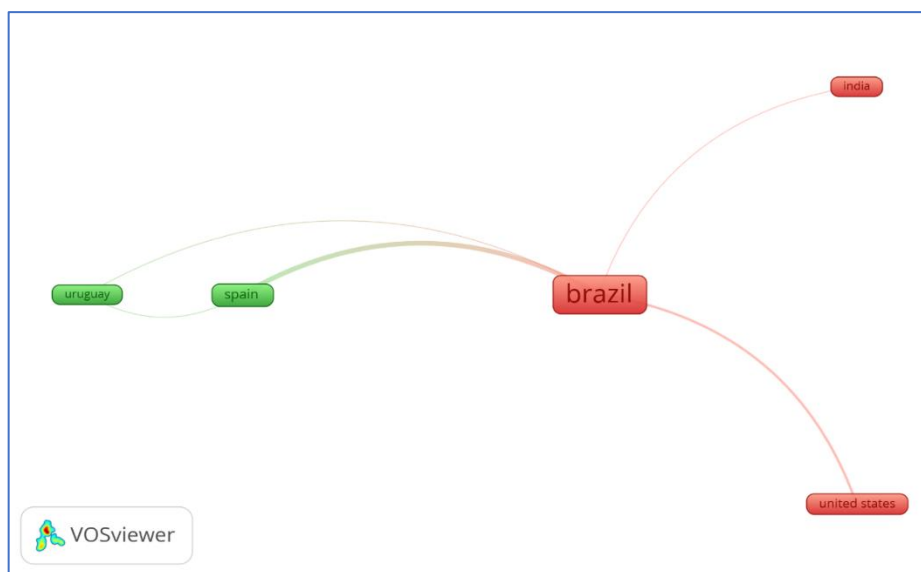 india
uruguay
spain
brazil
united states
VOSviewer